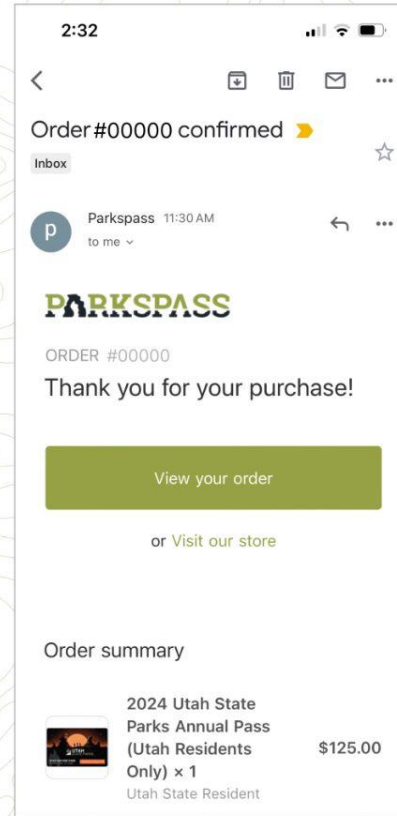 2:32
Order #00000 confirmed
Inbox
Parkspass 11:30 AM
to me
p
PARKSPASS
ORDER #00000
Thank you for your purchase!
View your order
or Visit our store
Order summary
2024 Utah State
Parks Annual Pass
(Utah Residents
Only) × 1
$125.00
Utah State Resident
UTAH